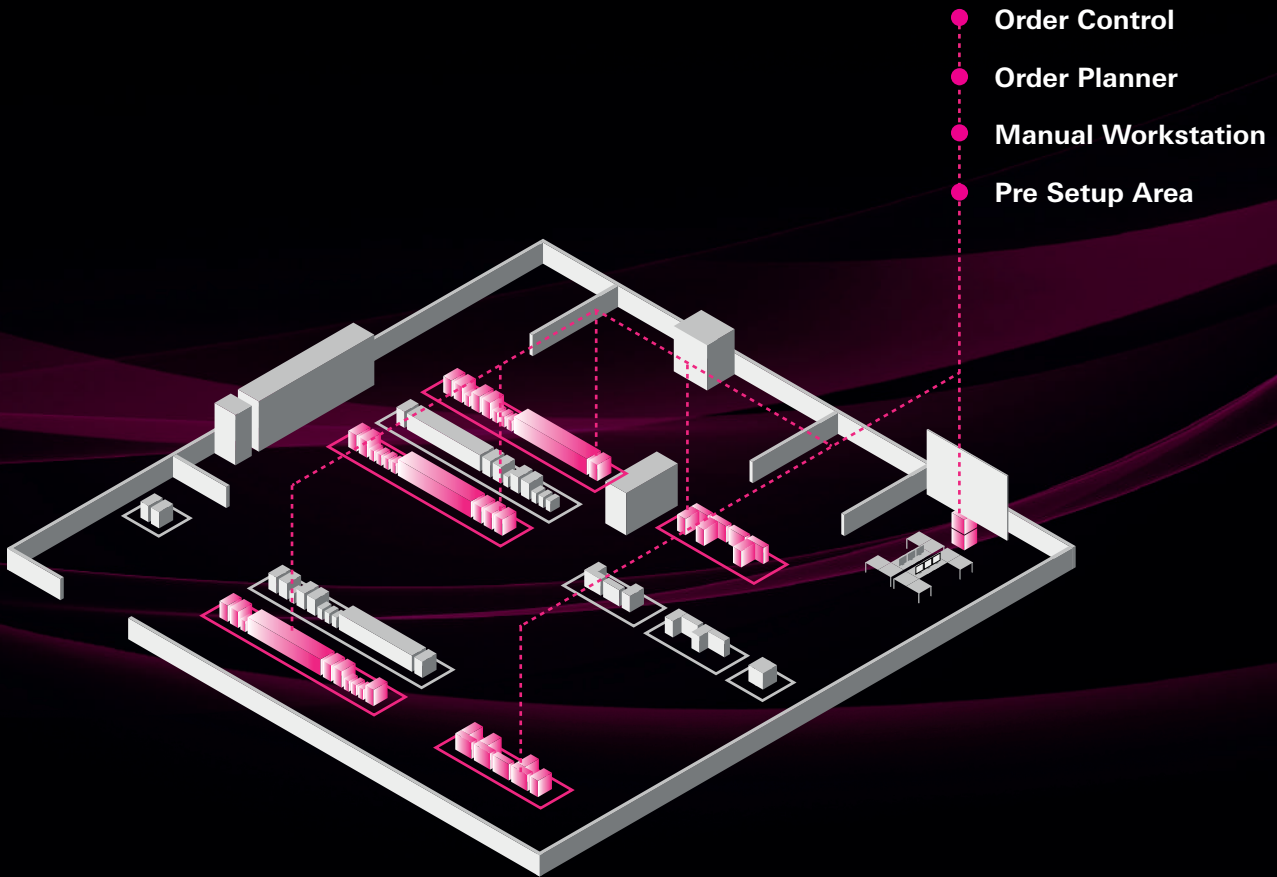 Order Control
Order Planner
Manual Workstation
Pre Setup Area